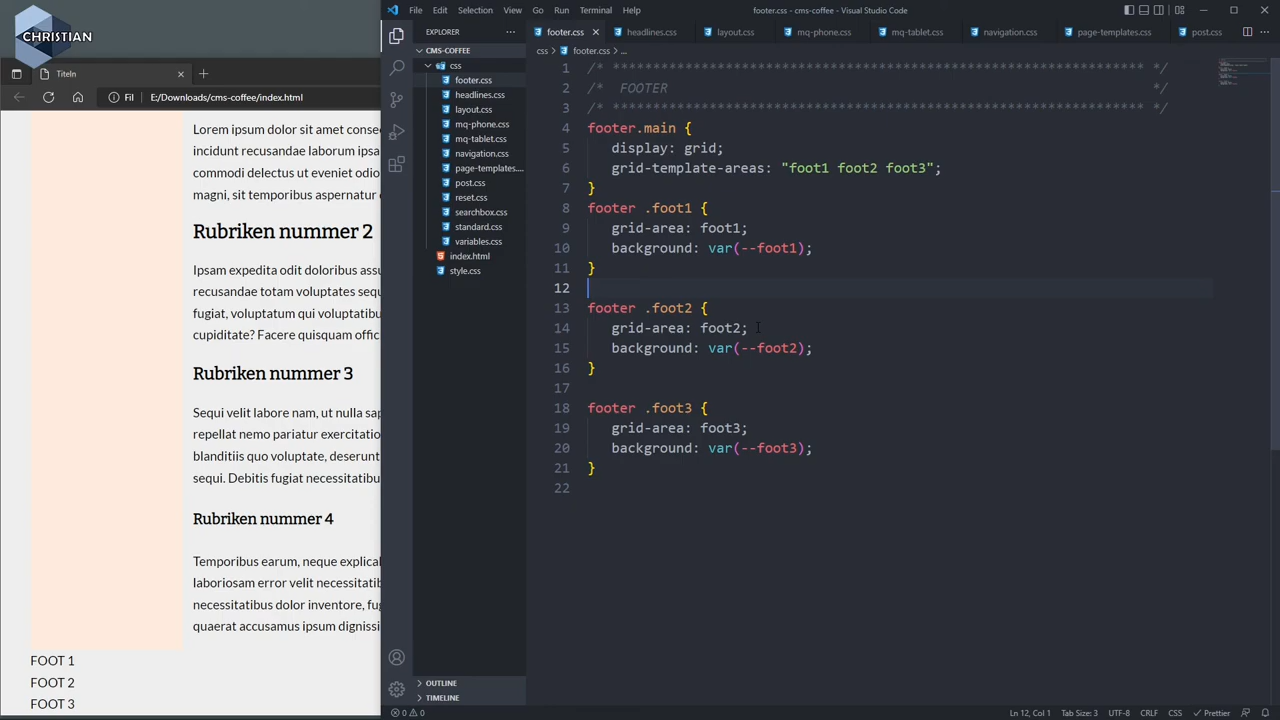 CHRISTIAN
Titeln
Fil
E:/Downloads/cms-coffee/index.html
Lorem ipsum dolor sit amet conse
incidunt recusandae laborum ipsa
commodi delectus ut eveniet odio
magni, sit temporibus aspernatur
Rubriken nummer 2
Ipsam expedita odit doloribus assu
recusandae totam voluptates sequ
fugiat, voluptatum qui voluptatib
cupiditate? Facere quisquam offic
Rubriken nummer 3
Sequi velit labore nam, ut nulla sap
repellat nemo pariatur exercitation
blanditiis quo voluptate, deserunt
sequi. Debitis fugiat necessitatibu
Rubriken nummer 4
Temporibus earum, neque explical
laboriosam error velit necessitatib
necessitatibus dolor inventore, fug
quaerat accusamus ipsum digniss
FOOT 1
FOOT 2
FOOT 3
File Edit Selection View Go Run Terminal Help
footer.css - cms-coffee - Visual Studio Code
EXPLORER
CMS-COFFEE
css
footer.css
headlines.css
layout.css
mq-phone.css
mq-tablet.css
navigation.css
page-templates....
post.css
reset.css
searchbox.css
standard.css
variables.css
index.html
style.css
OUTLINE
TIMELINE
footer.css headlines.css layout.css mq-phone.css mq-tablet.css navigation.css page-templates.css post.css
css > footer.css > ...
1 /* ****************************************************************** */
2 /* FOOTER */
3 /* ****************************************************************** */
4 footer.main {
5 display: grid;
6 grid-template-areas: "foot1 foot2 foot3";
7 }
8 footer .foot1 {
9 grid-area: foot1;
10 background: var(--foot1);
11 }
12
13 footer .foot2 {
14 grid-area: foot2;
15 background: var(--foot2);
16 }
17
18 footer .foot3 {
19 grid-area: foot3;
20 background: var(--foot3);
21 }
22
0 0
Ln 12, Col 1 Tab Size: 3 UTF-8 CRLF CSS Prettier